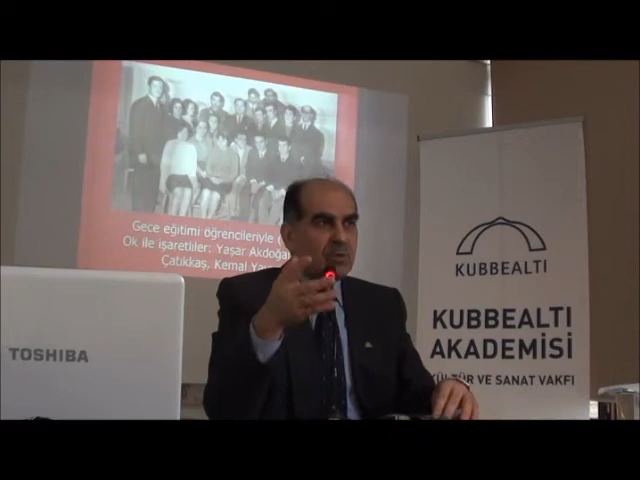 Gece eğitimi öğrencileriyle (
Ok ile işaretliler: Yaşar Akdoğa
Çatıkkaş, Kemal Yav
TOSHIBA
KUBBEALTI
KUBBEALTI
AKADEMİSİ
KÜLTÜR VE SANAT VAKFI